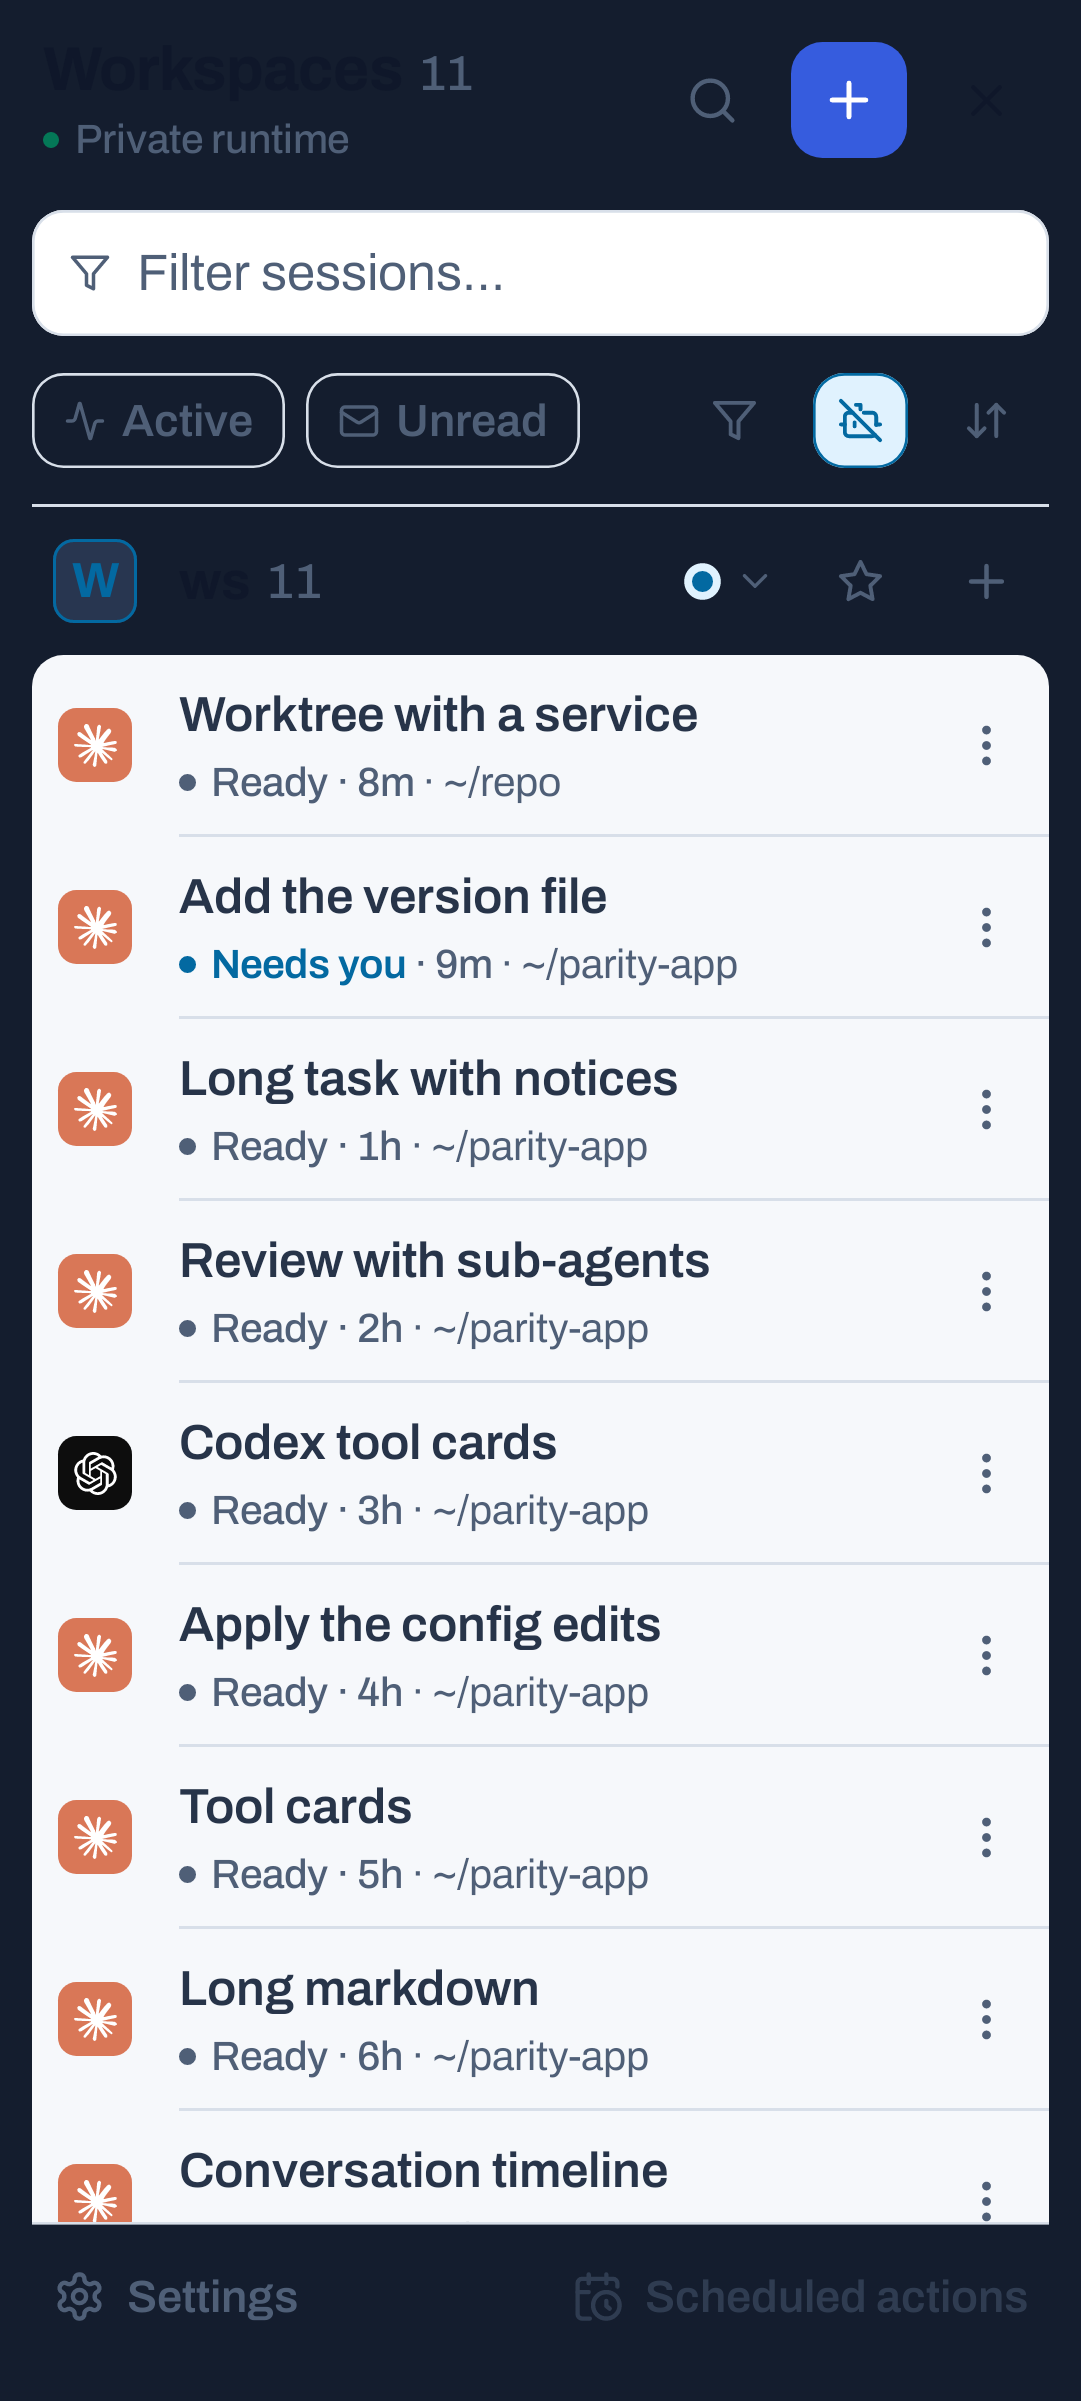 Workspaces 11
Private runtime
Filter sessions...
Active
Unread
W ws 11
Worktree with a service
Ready · 8m · ~/repo
Add the version file
Needs you · 9m · ~/parity-app
Long task with notices
Ready · 1h · ~/parity-app
Review with sub-agents
Ready · 2h · ~/parity-app
Codex tool cards
Ready · 3h · ~/parity-app
Apply the config edits
Ready · 4h · ~/parity-app
Tool cards
Ready · 5h · ~/parity-app
Long markdown
Ready · 6h · ~/parity-app
Conversation timeline
Settings
Scheduled actions